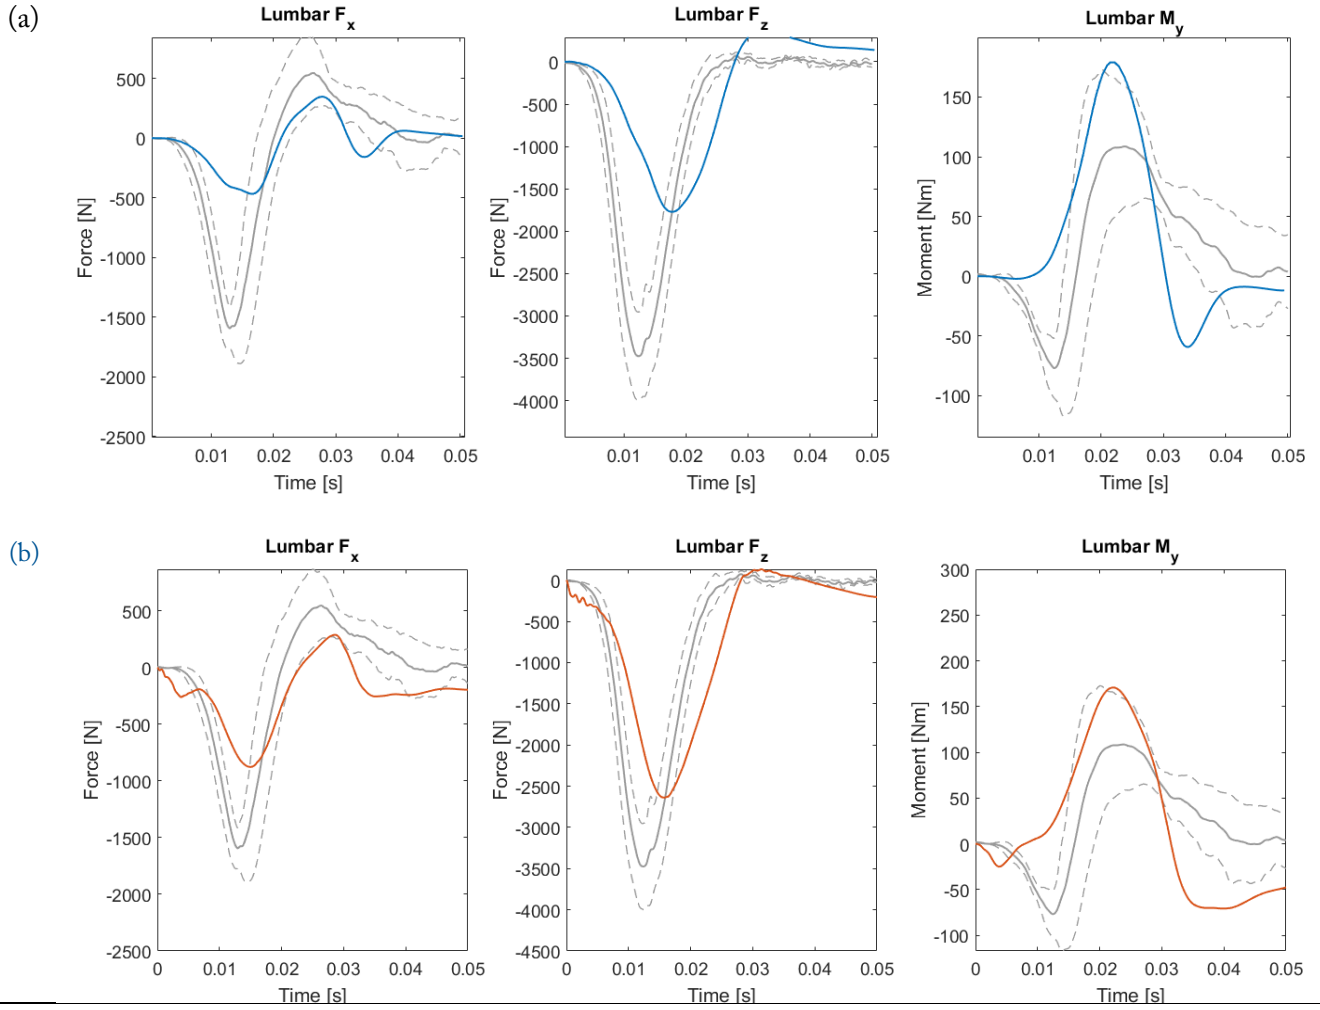 (a)
Lumbar Fx
Force [N]
500
0
-500
-1000
-1500
-2000
-2500
0.01 0.02 0.03 0.04 0.05
Time [s]
Lumbar Fz
Force [N]
0
-500
-1000
-1500
-2000
-2500
-3000
-3500
-4000
0.01 0.02 0.03 0.04 0.05
Time [s]
Lumbar My
Moment [Nm]
150
100
50
0
-50
-100
0.01 0.02 0.03 0.04 0.05
Time [s]
(b)
Lumbar Fx
Force [N]
500
0
-500
-1000
-1500
-2000
-2500
0 0.01 0.02 0.03 0.04 0.05
Time [s]
Lumbar Fz
Force [N]
0
-500
-1000
-1500
-2000
-2500
-3000
-3500
-4000
-4500
0 0.01 0.02 0.03 0.04 0.05
Time [s]
Lumbar My
Moment [Nm]
300
250
200
150
100
50
0
-50
-100
0 0.01 0.02 0.03 0.04 0.05
Time [s]